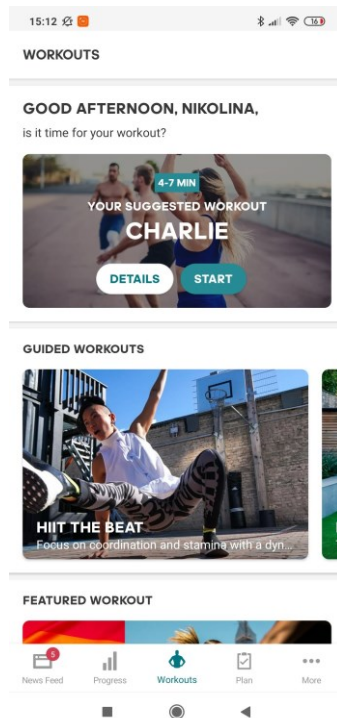 15:12
16
WORKOUTS
GOOD AFTERNOON, NIKOLINA,
is it time for your workout?
4-7 MIN
YOUR SUGGESTED WORKOUT
CHARLIE
DETAILS START
GUIDED WORKOUTS
HIIT THE BEAT
Focus on coordination and stamina with a dyn...
FEATURED WORKOUT
5
News Feed Progress Workouts Plan More